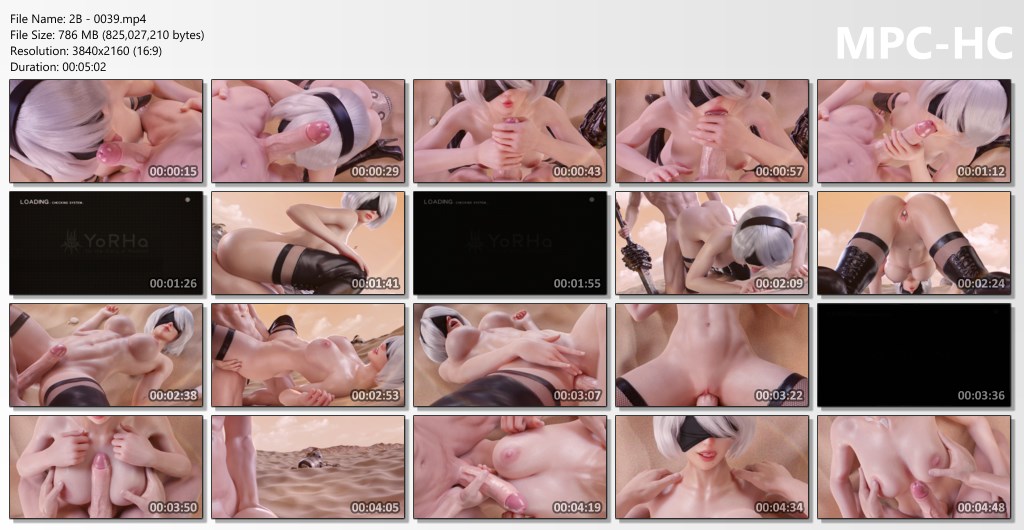 File Name: 2B - 0039.mp4
File Size: 786 MB (825,027,210 bytes)
Resolution: 3840x2160 (16:9)
Duration: 00:05:02
MPC-HC
00:00:15
00:00:29
00:00:43
00:00:57
00:01:12
LOADING - CHECKING SYSTEM
YoRHa
00:01:26
00:01:41
LOADING - CHECKING SYSTEM
YoRHa
00:01:55
00:02:09
00:02:24
00:02:38
00:02:53
00:03:07
00:03:22
00:03:36
00:03:50
00:04:05
00:04:19
00:04:34
00:04:48